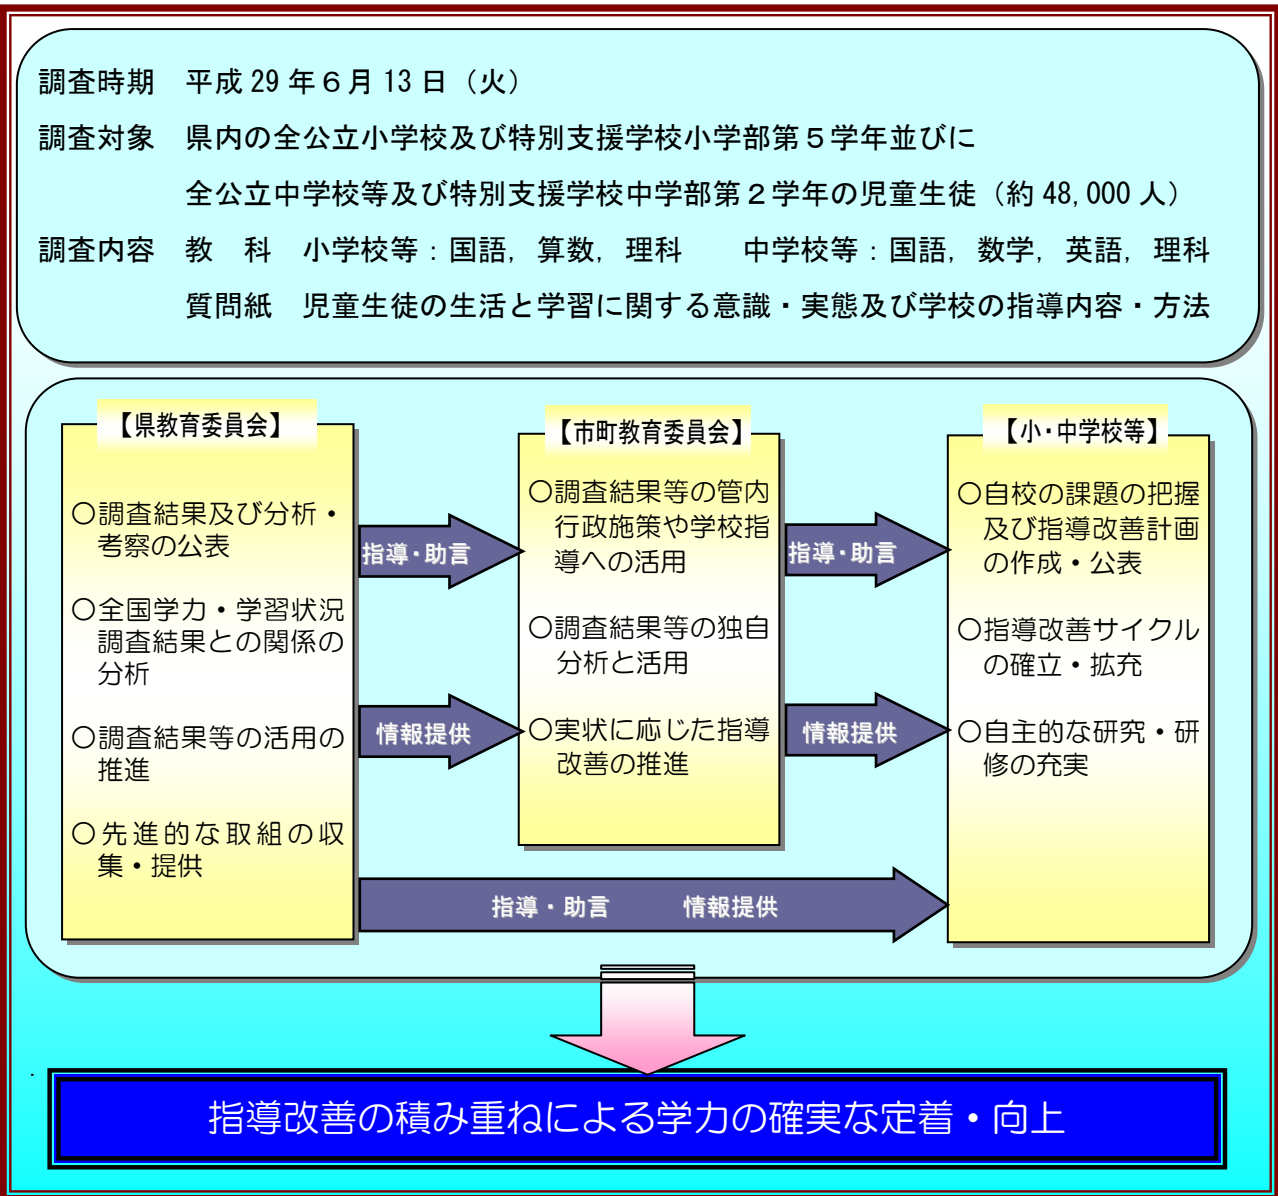 調査時期　平成29年６月13日（火）
調査対象　県内の全公立小学校及び特別支援学校小学部第５学年並びに
全公立中学校等及び特別支援学校中学部第２学年の児童生徒（約48,000人）
調査内容　教　科　小学校等：国語，算数，理科　　中学校等：国語，数学，英語，理科
質問紙　児童生徒の生活と学習に関する意識・実態及び学校の指導内容・方法
【県教育委員会】
○調査結果及び分析・
考察の公表
○全国学力・学習状況
調査結果との関係の
分析
○調査結果等の活用の
推進
○先進的な取組の収
集・提供
指導・助言
情報提供
【市町教育委員会】
○調査結果等の管内
行政施策や学校指
導への活用
○調査結果等の独自
分析と活用
○実状に応じた指導
改善の推進
指導・助言
情報提供
【小・中学校等】
○自校の課題の把握
及び指導改善計画
の作成・公表
○指導改善サイクル
の確立・拡充
○自主的な研究・研
修の充実
指導・助言　　　情報提供
指導改善の積み重ねによる学力の確実な定着・向上